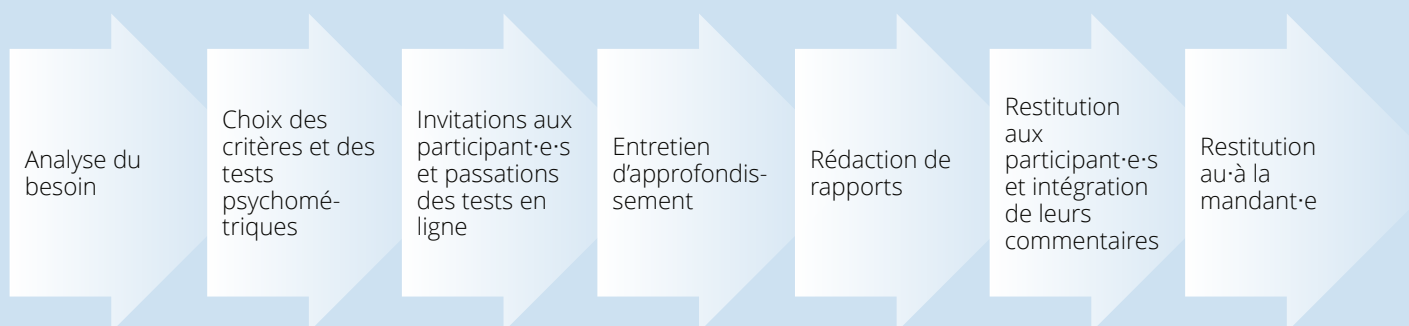 Analyse du
besoin
Choix des
critères et des
tests
psychomé-
triques
Invitations aux
participant·e·s
et passations
des tests en
ligne
Entretien
d’approfondis-
sement
Rédaction de
rapports
Restitution
aux
participant·e·s
et intégration
de leurs
commentaires
Restitution
au·à la
mandant·e